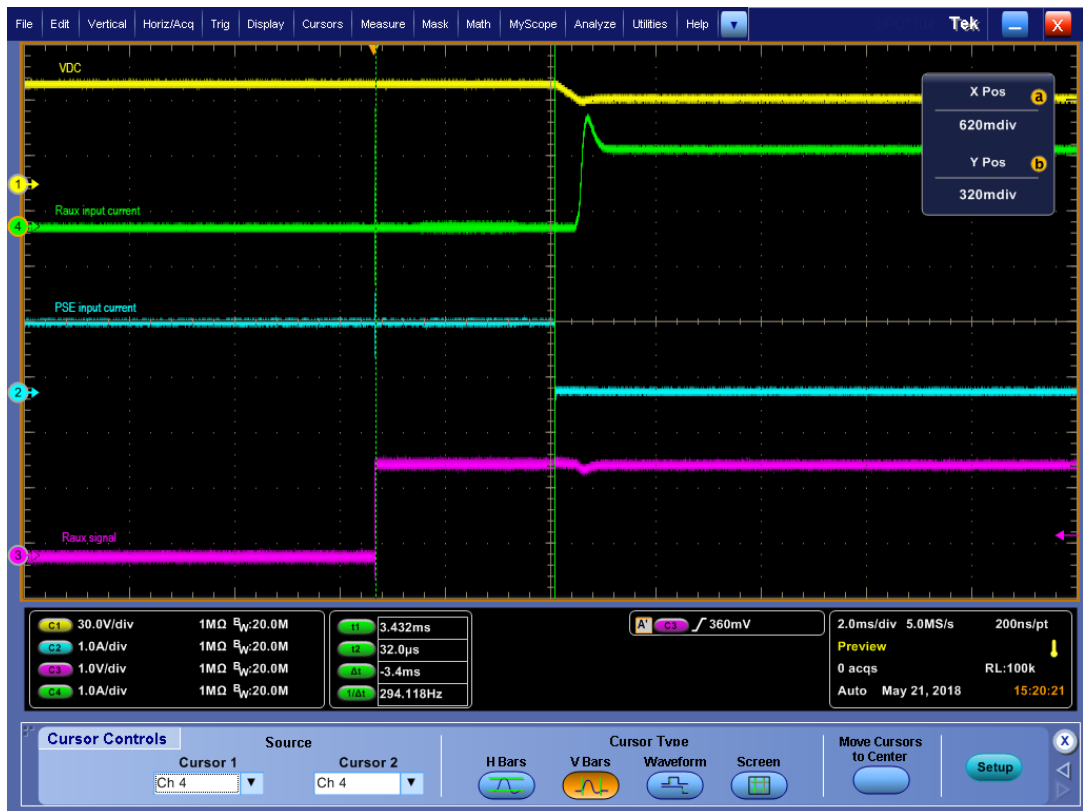 File Edit Vertical Horiz/Acq Trig Display Cursors Measure Mask Math MyScope Analyze Utilities Help Tek X
VDC
X Pos a
620mdiv
Y Pos b
320mdiv
1
Raux input current
4
PSE input current
2
Raux signal
3
C1 30.0V/div 1MΩ BW:20.0M
C2 1.0A/div 1MΩ BW:20.0M
C3 1.0V/div 1MΩ BW:20.0M
C4 1.0A/div 1MΩ BW:20.0M
t1 3.432ms
t2 32.0µs
Δt -3.4ms
1/Δt 294.118Hz
A' C3 360mV
2.0ms/div 5.0MS/s 200ns/pt
Preview
0 acqs RL:100k
Auto May 21, 2018 15:20:21
Cursor Controls
Source
Cursor 1 Cursor 2
Ch 4 Ch 4
Cursor Type
H Bars V Bars Waveform Screen
Move Cursors
to Center
Setup
X